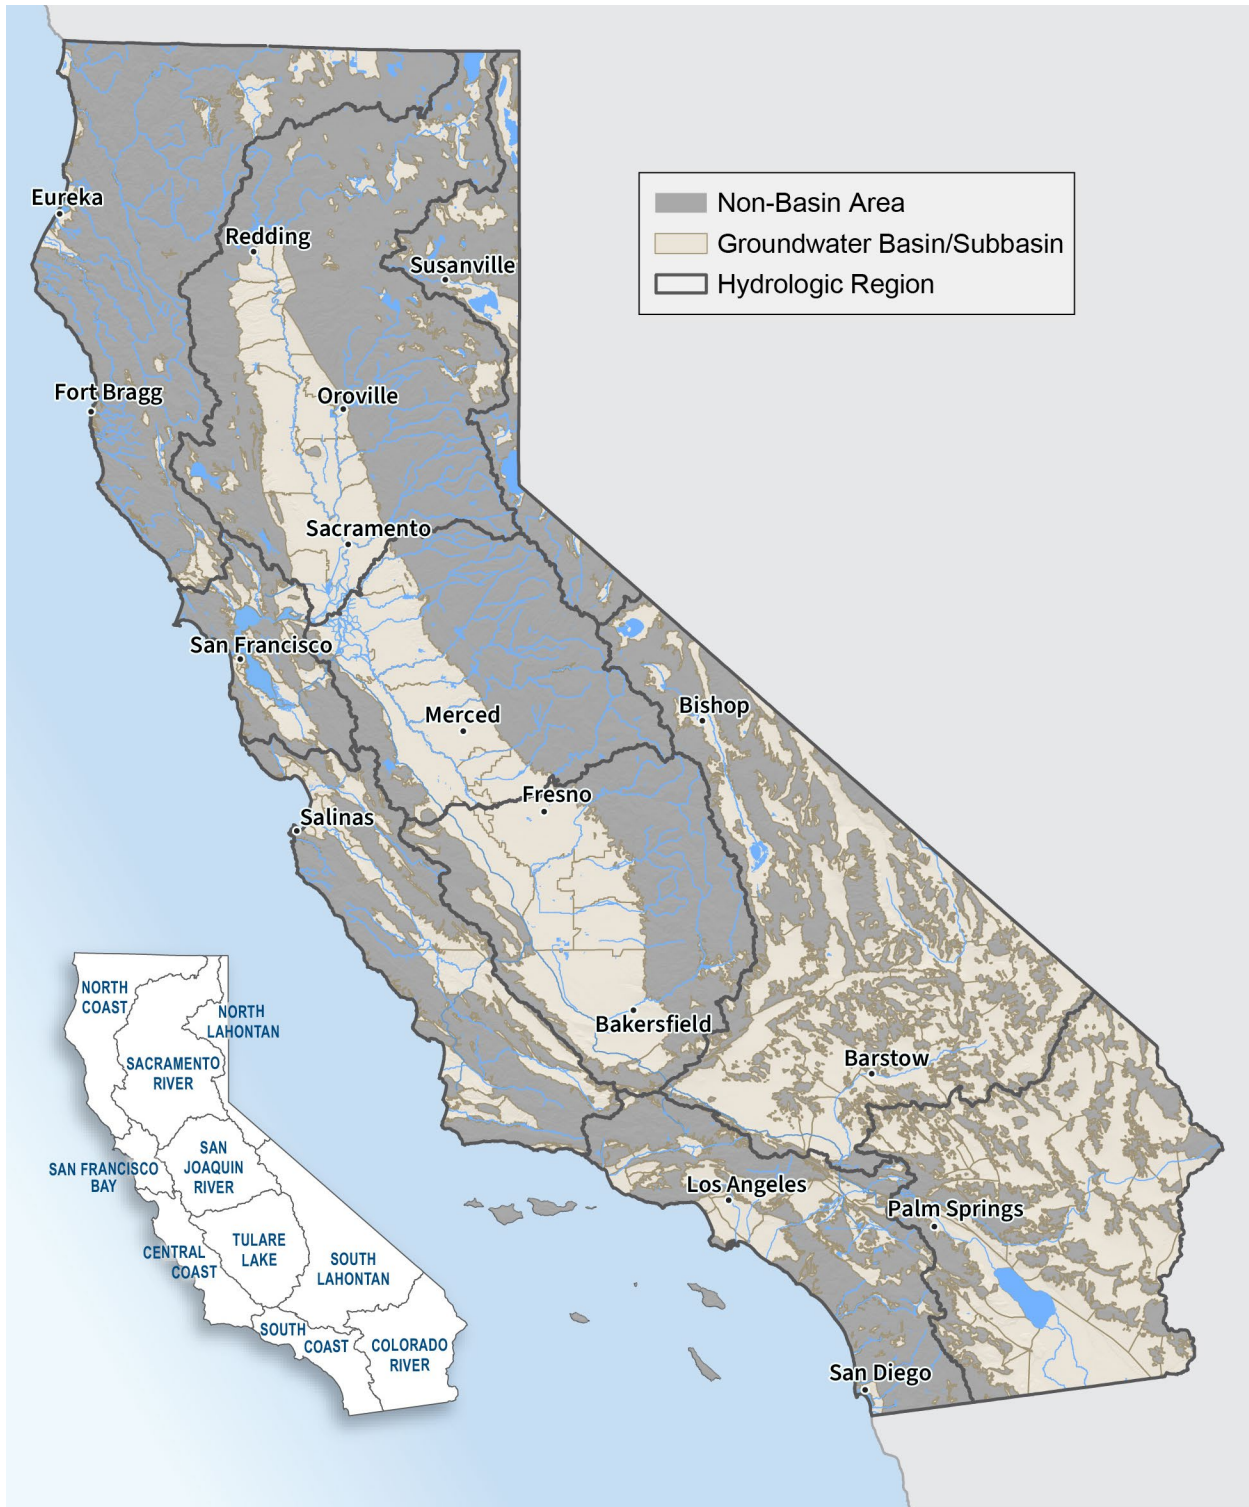 Non-Basin Area
Groundwater Basin/Subbasin
Hydrologic Region
Eureka
Redding
Susanville
Fort Bragg
Oroville
Sacramento
San Francisco
Merced
Bishop
Fresno
Salinas
Bakersfield
Barstow
Los Angeles
Palm Springs
San Diego
NORTH
COAST
NORTH
LAHONTAN
SACRAMENTO
RIVER
SAN
JOAQUIN
RIVER
SAN FRANCISCO
BAY
CENTRAL
COAST
TULARE
LAKE
SOUTH
LAHONTAN
SOUTH
COAST
COLORADO
RIVER